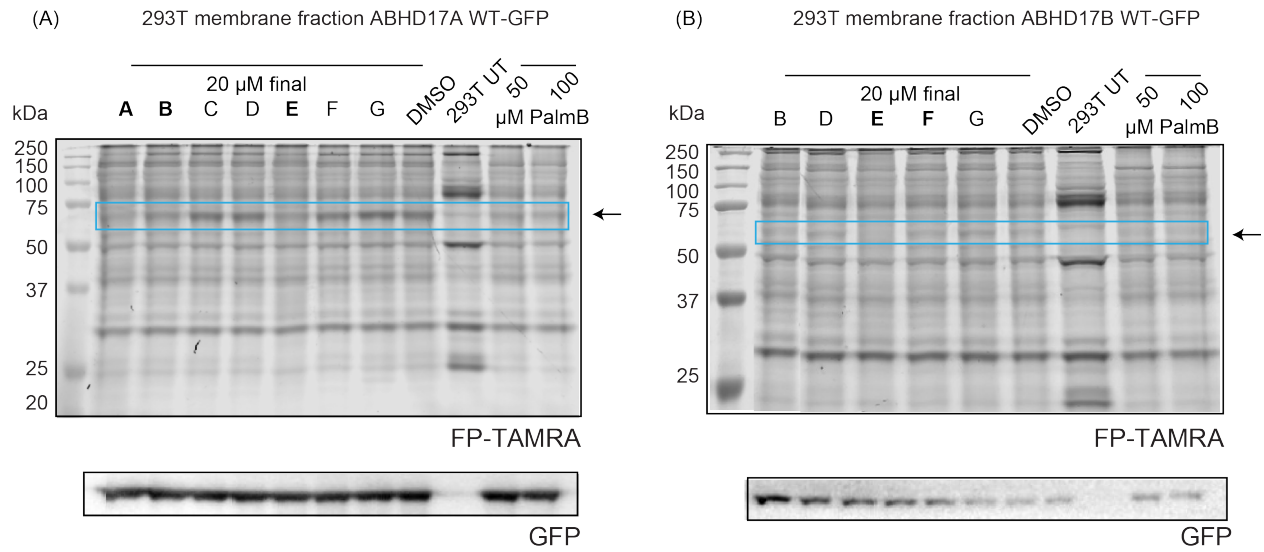 (A)
293T membrane fraction ABHD17A WT-GFP
20 µM final
A B C D E F G DMSO 293T UT 50 100
µM PalmB
kDa
250
150
100
75
50
37
25
20
FP-TAMRA
GFP
(B)
293T membrane fraction ABHD17B WT-GFP
20 µM final
B D E F G DMSO 293T UT 50 100
µM PalmB
kDa
250
150
100
75
50
37
25
FP-TAMRA
GFP